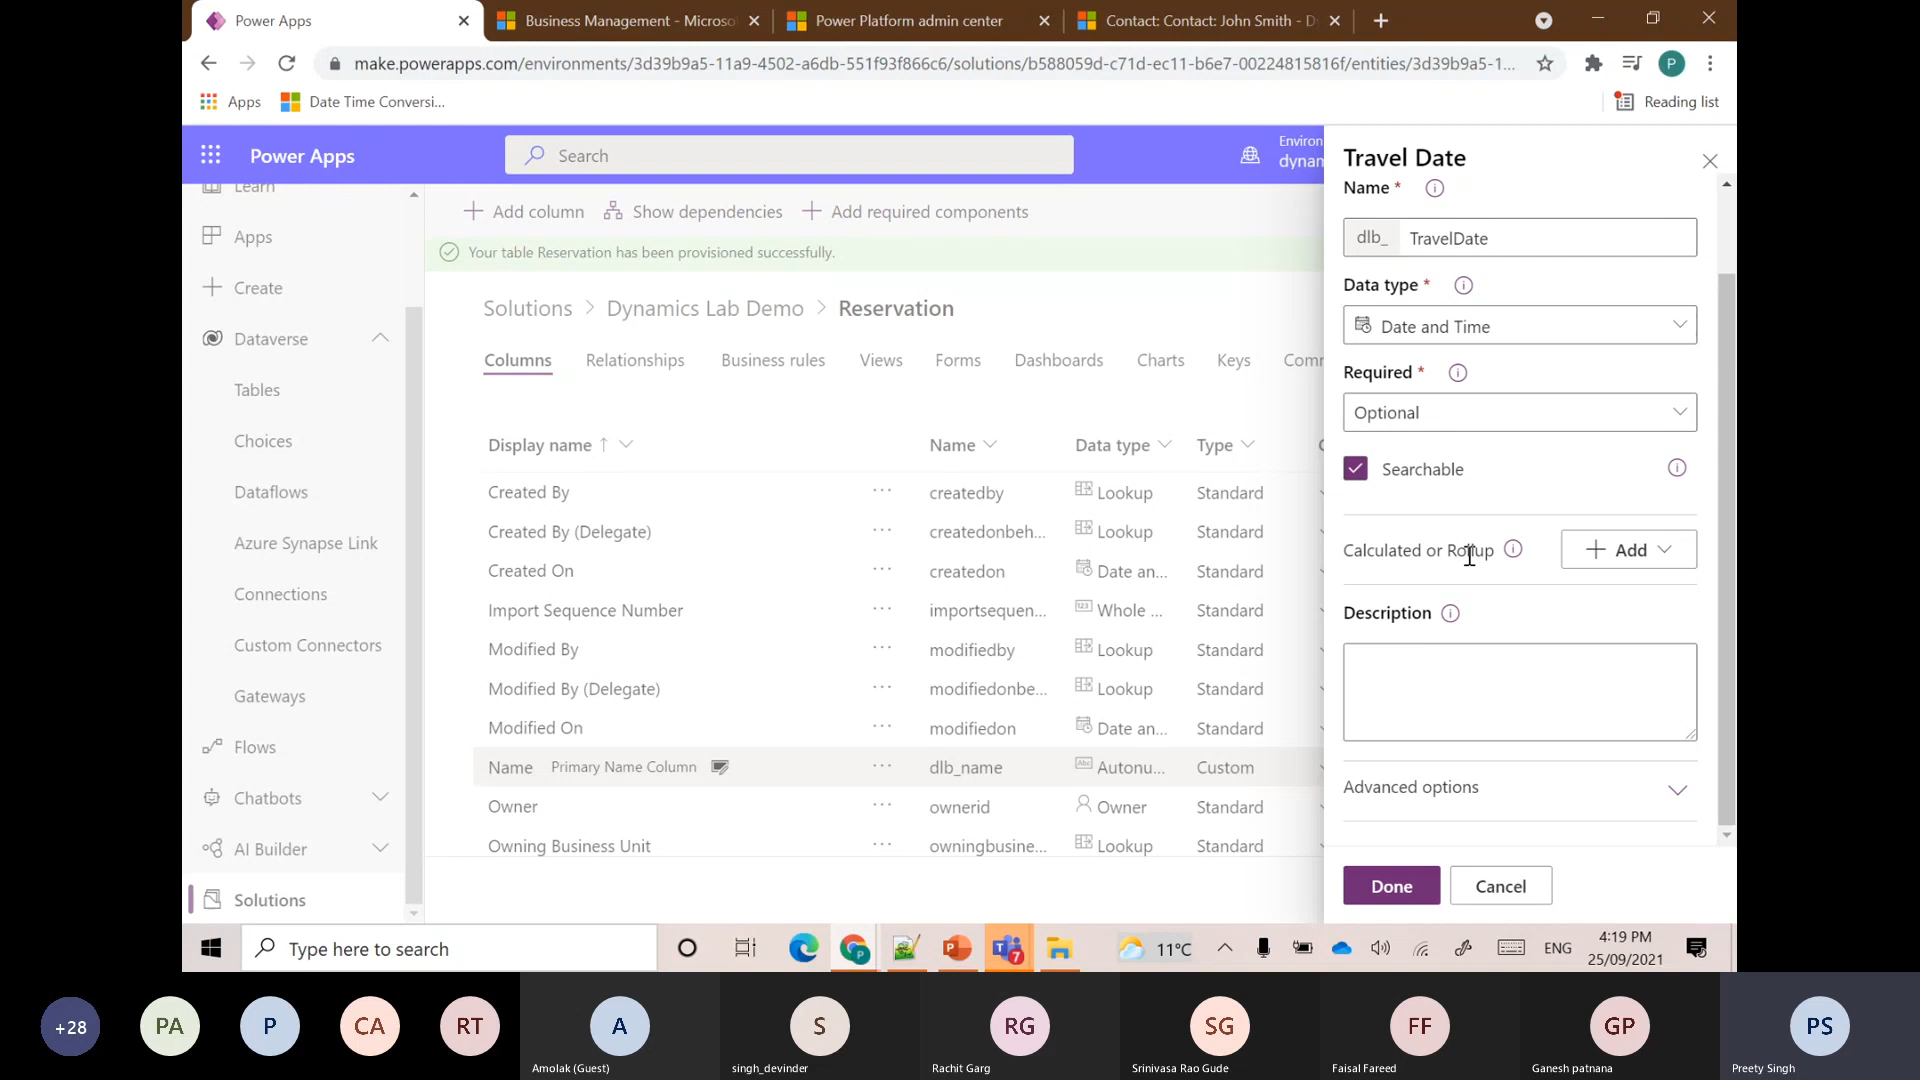 Power Apps
Business Management - Microso
Power Platform admin center
Contact: Contact: John Smith - D
make.powerapps.com/environments/3d39b9a5-11a9-4502-a6db-551f93f866c6/solutions/b588059d-c71d-ec11-b6e7-00224815816f/entities/3d39b9a5-1...
P
Apps
Date Time Conversi...
Reading list
Power Apps
Search
Environ
dynam
Learn
Apps
Create
Dataverse
Tables
Choices
Dataflows
Azure Synapse Link
Connections
Custom Connectors
Gateways
Flows
Chatbots
AI Builder
Solutions
Add column
Show dependencies
Add required components
Your table Reservation has been provisioned successfully.
Solutions > Dynamics Lab Demo > Reservation
Columns Relationships Business rules Views Forms Dashboards Charts Keys Com
Display name ↑ Name Data type Type
Created By ··· createdby Lookup Standard
Created By (Delegate) ··· createdonbeh... Lookup Standard
Created On ··· createdon Date an... Standard
Import Sequence Number ··· importsequen... Whole ... Standard
Modified By ··· modifiedby Lookup Standard
Modified By (Delegate) ··· modifiedonbe... Lookup Standard
Modified On ··· modifiedon Date an... Standard
Name Primary Name Column ··· dlb_name Abc Autonu... Custom
Owner ··· ownerid Owner Standard
Owning Business Unit ··· owningbusine... Lookup Standard
Travel Date
Name *
dlb_ TravelDate
Data type *
Date and Time
Required *
Optional
Searchable
Calculated or Rollup
Add
Description
Advanced options
Done
Cancel
Type here to search
7
11°C
ENG
4:19 PM
25/09/2021
+28
PA
P
CA
RT
A
S
RG
SG
FF
GP
PS
Amolak (Guest)
singh_devinder
Rachit Garg
Srinivasa Rao Gude
Faisal Fareed
Ganesh patnana
Preety Singh